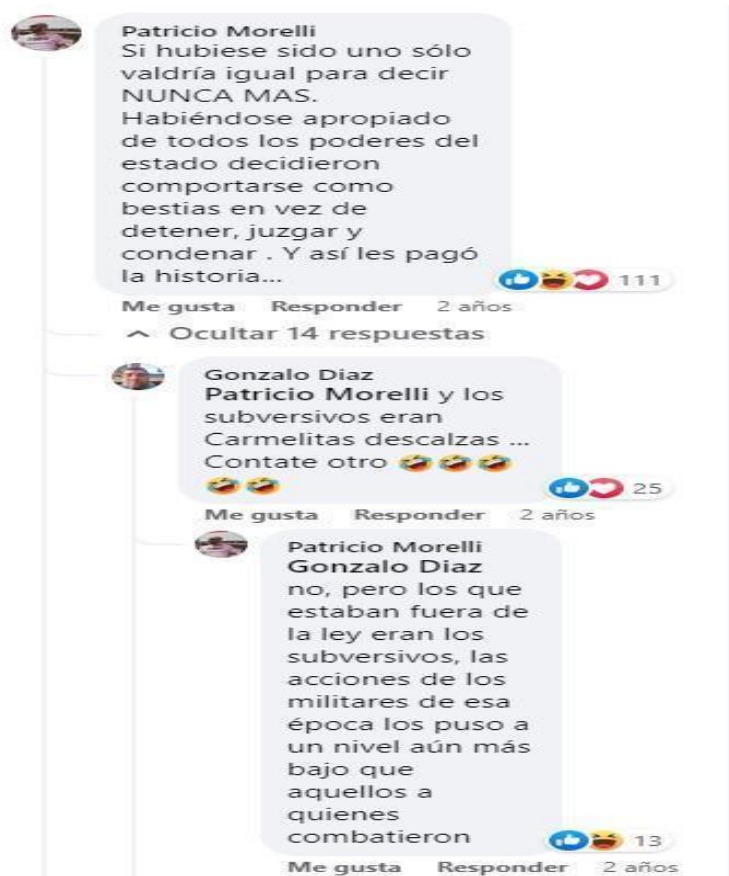 Patricio Morelli
Si hubiese sido uno sólo
valdría igual para decir
NUNCA MAS.
Habiéndose apropiado
de todos los poderes del
estado decidieron
comportarse como
bestias en vez de
detener, juzgar y
condenar . Y así les pagó
la historia...
111
Me gusta Responder 2 años
Ocultar 14 respuestas
Gonzalo Diaz
Patricio Morelli y los
subversivos eran
Carmelitas descalzas ...
Contate otro 🤣🤣🤣
🤣🤣
25
Me gusta Responder 2 años
Patricio Morelli
Gonzalo Diaz
no, pero los que
estaban fuera de
la ley eran los
subversivos, las
acciones de los
militares de esa
época los puso a
un nivel aún más
bajo que
aquellos a
quienes
combatieron
13
Me gusta Responder 2 años